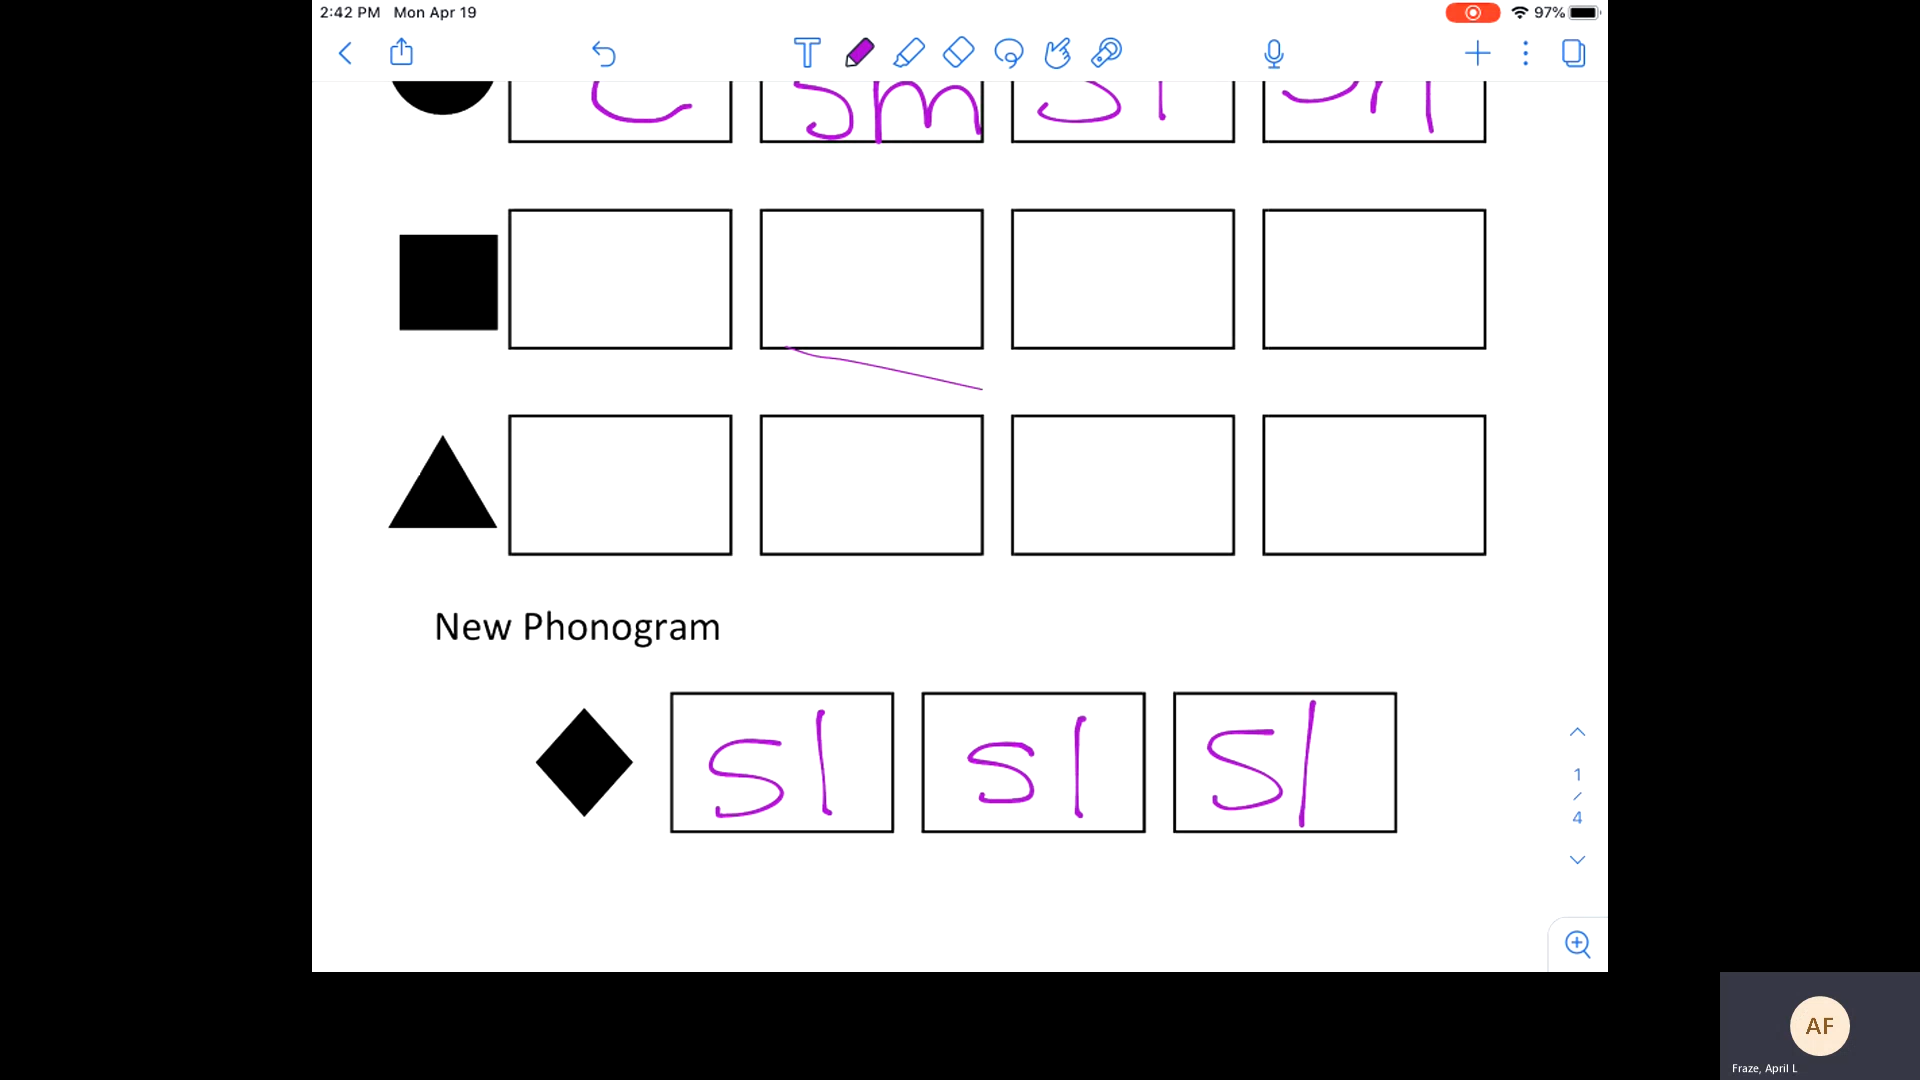 2:42 PM Mon Apr 19 97%
sm
New Phonogram
sl sl sl
1
/
4
AF
Fraze, April L